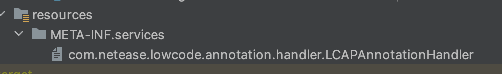 resources
META-INF.services
com.netease.lowcode.annotation.handler.LCAPAnnotationHandler